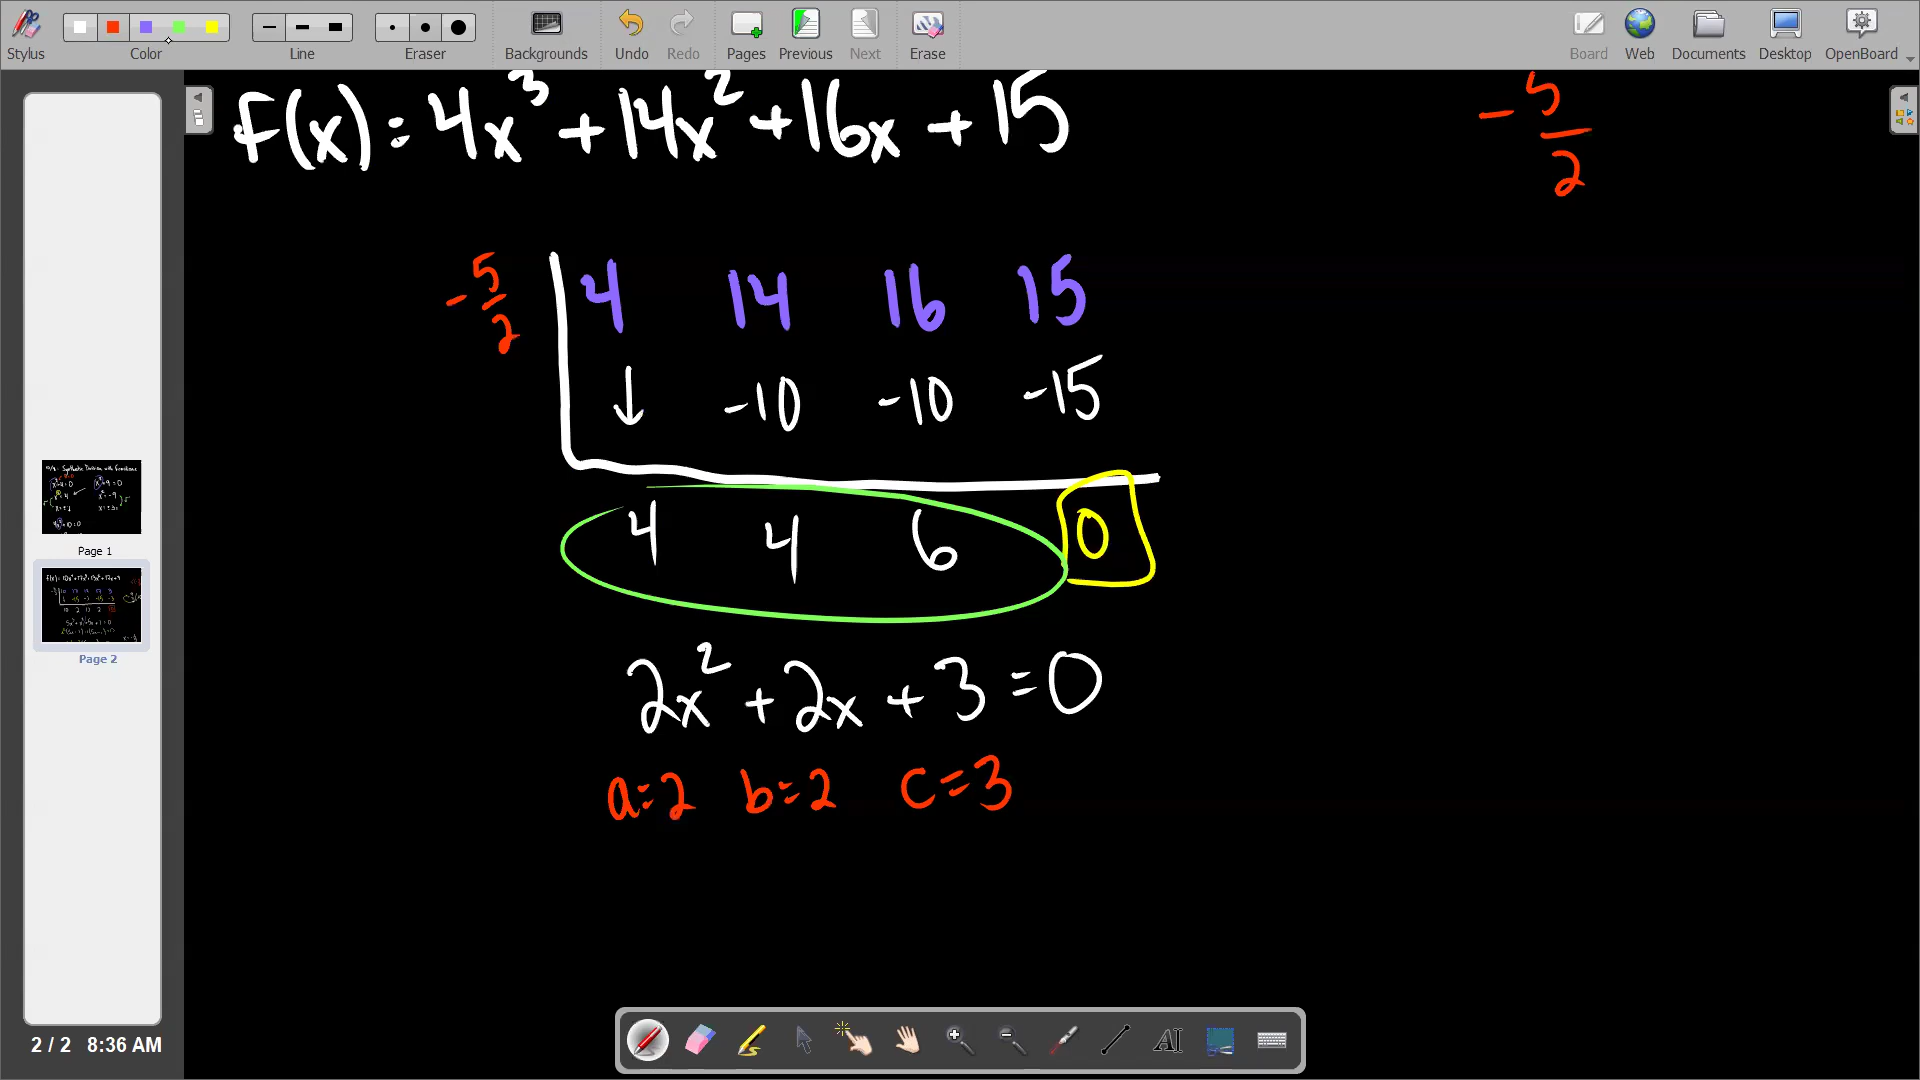 Stylus Color Line Eraser Backgrounds Undo Redo Pages Previous Next Erase Board Web Documents Desktop OpenBoard
F(x) = 4x³ + 14x² + 16x + 15
-5/2
-5/2 4 14 16 15
↓ -10 -10 -15
4 4 6 0
2x² + 2x + 3 = 0
a=2 b=2 c=3
Page 1
Page 2
2 / 2 8:36 AM
AI